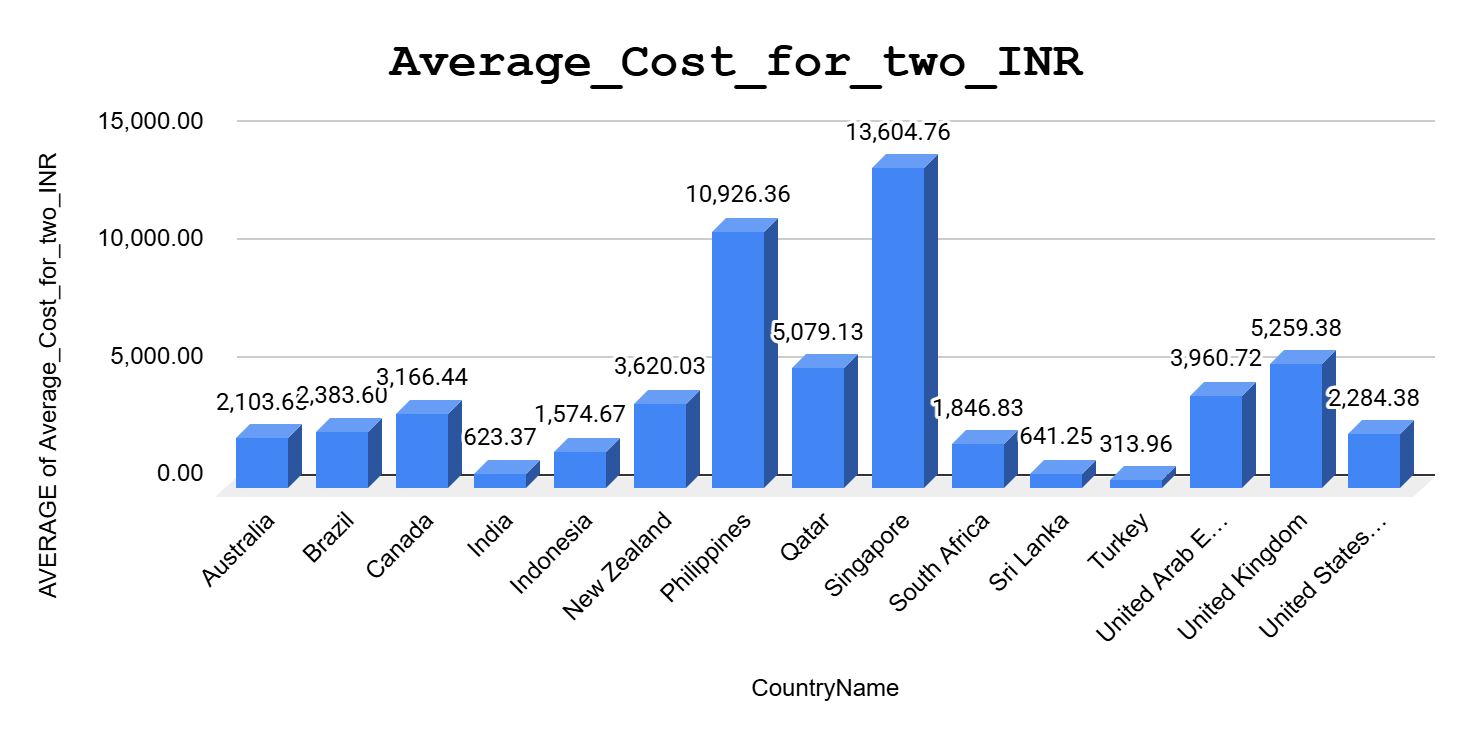 Average_Cost_for_two_INR
AVERAGE of Average_Cost_for_two_INR
15,000.00
10,000.00
5,000.00
0.00
2,383.60
3,166.44
623.37
1,574.67
3,620.03
10,926.36
5,079.13
13,604.76
1,846.83
641.25
313.96
3,960.72
5,259.38
2,284.38
Australia
Brazil
Canada
India
Indonesia
New Zealand
Philippines
Qatar
Singapore
South Africa
Sri Lanka
Turkey
United Arab E…
United Kingdom
United States…
CountryName